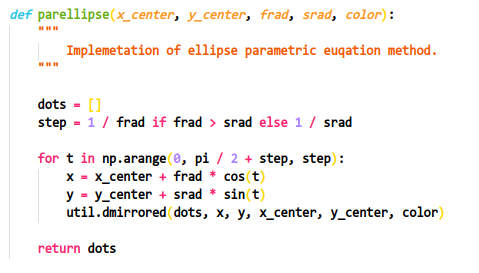 def parellipse(x_center, y_center, frad, srad, color):
    """
        Implemetation of ellipse parametric euqation method.
    """
    dots = []
    step = 1 / frad if frad > srad else 1 / srad
    for t in np.arange(0, pi / 2 + step, step):
        x = x_center + frad * cos(t)
        y = y_center + srad * sin(t)
        util.dmirrored(dots, x, y, x_center, y_center, color)
    return dots